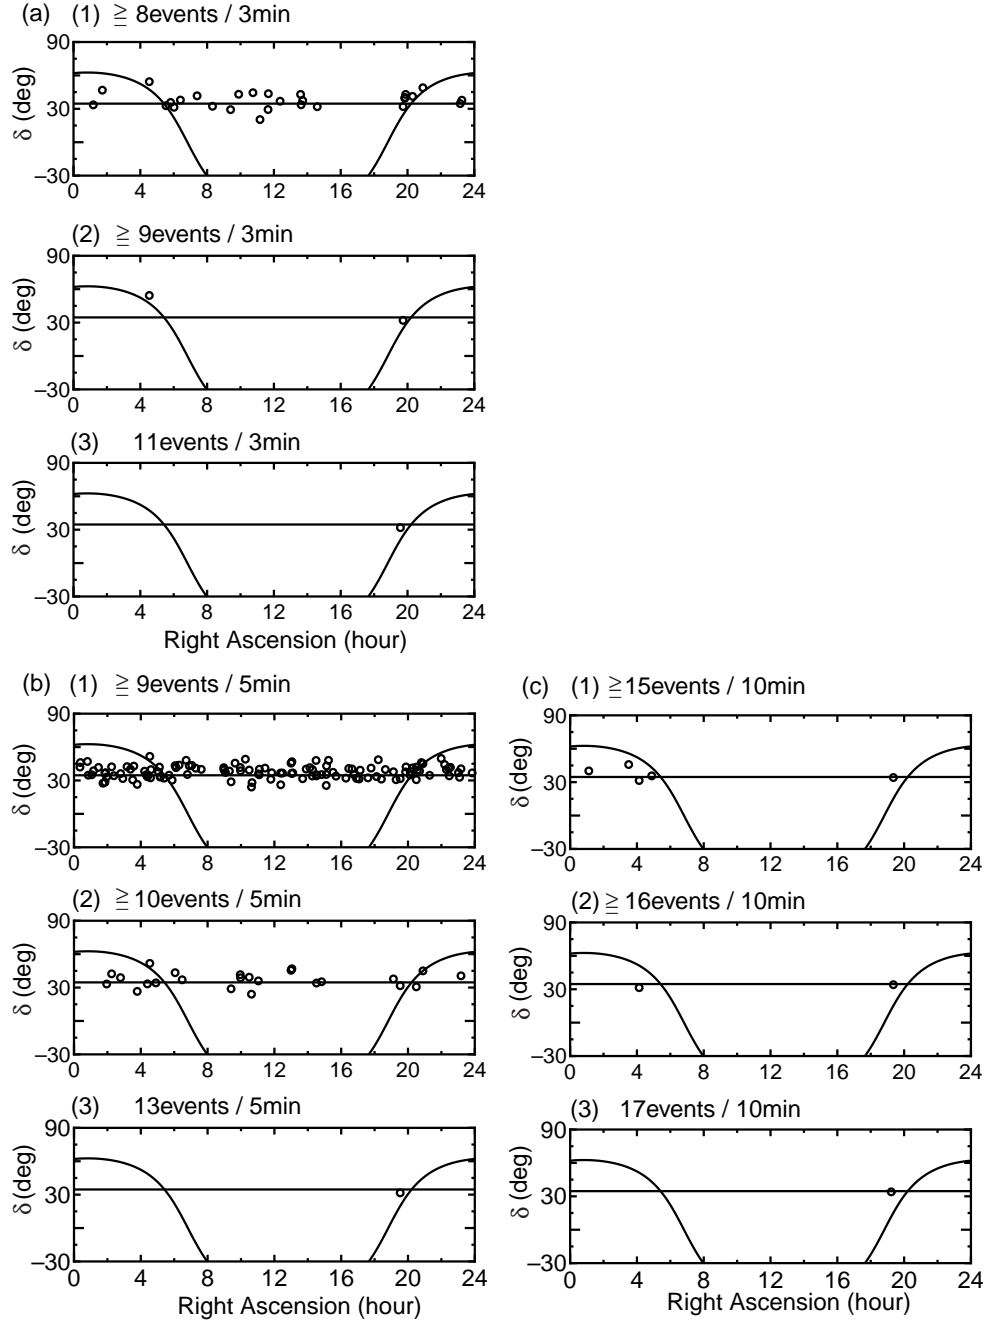 (a) (1) ≧ 8events / 3min
90
30
−30
δ (deg)
0 4 8 12 16 20 24
(2) ≧ 9events / 3min
90
30
−30
δ (deg)
0 4 8 12 16 20 24
(3) 11events / 3min
90
30
−30
δ (deg)
0 4 8 12 16 20 24
Right Ascension (hour)
(b) (1) ≧ 9events / 5min
90
30
−30
δ (deg)
0 4 8 12 16 20 24
(2) ≧ 10events / 5min
90
30
−30
δ (deg)
0 4 8 12 16 20 24
(3) 13events / 5min
90
30
−30
δ (deg)
0 4 8 12 16 20 24
Right Ascension (hour)
(c) (1) ≧ 15events / 10min
90
30
−30
δ (deg)
0 4 8 12 16 20 24
(2) ≧ 16events / 10min
90
30
−30
δ (deg)
0 4 8 12 16 20 24
(3) 17events / 10min
90
30
−30
δ (deg)
0 4 8 12 16 20 24
Right Ascension (hour)